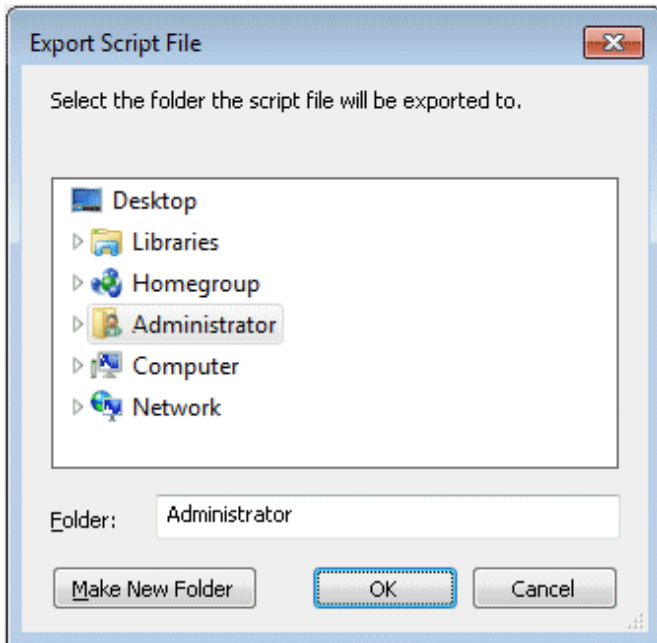 Export Script File
Select the folder the script file will be exported to.
Desktop
Libraries
Homegroup
Administrator
Computer
Network
Folder: Administrator
Make New Folder OK Cancel